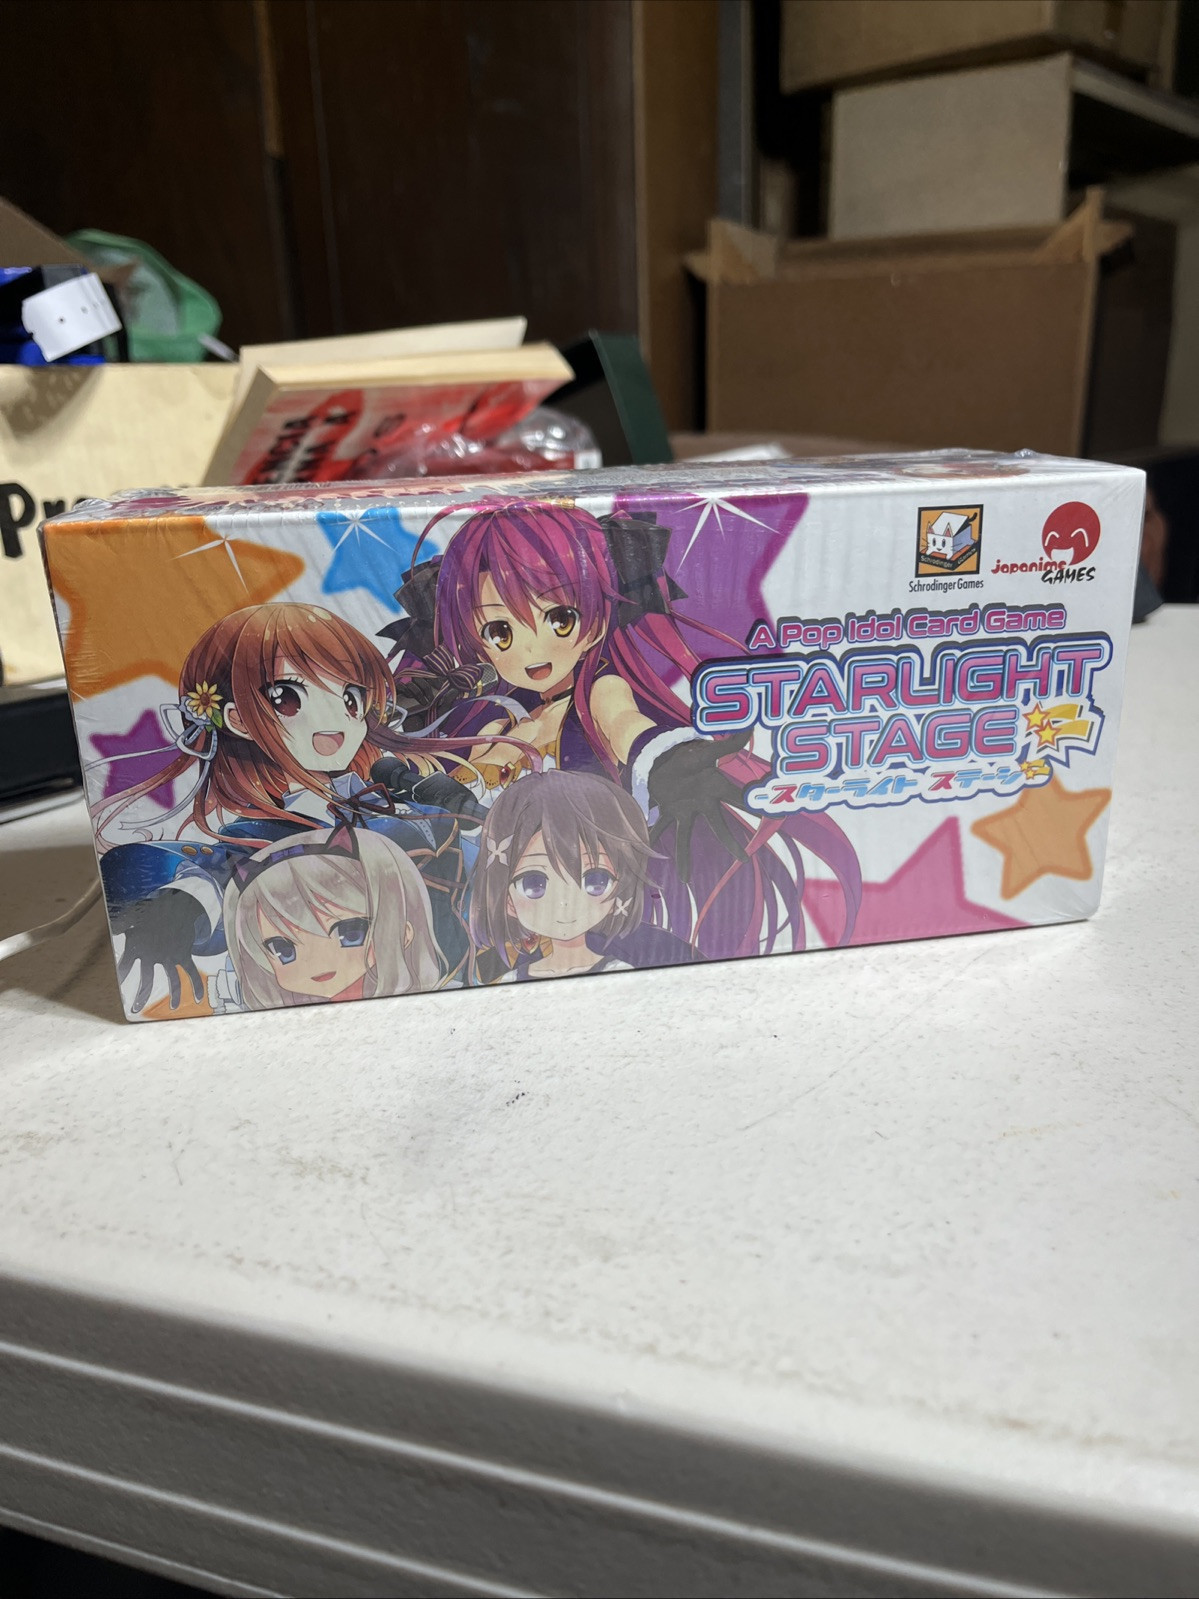 Schrodinger Games
japanime
GAMES
A Pop Idol Card Game
STARLIGHT
STAGE
-スターライト ステージ-
Pr